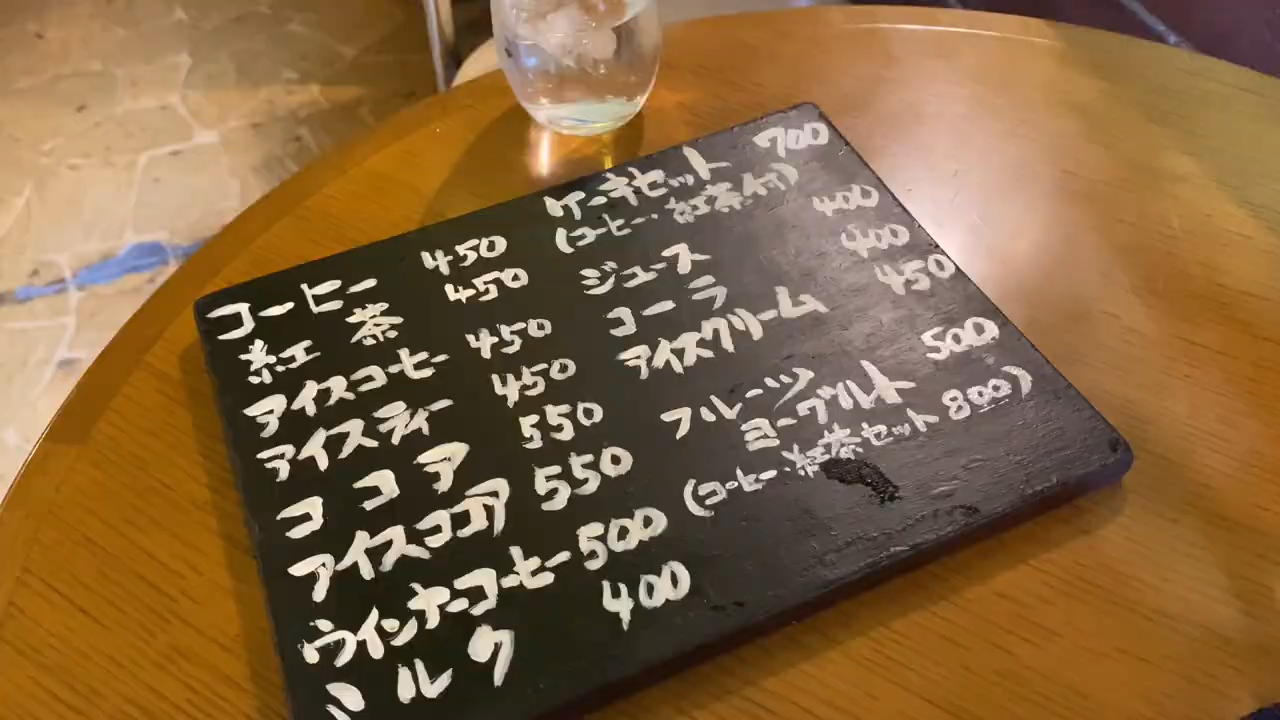 コーヒー 450
紅茶 450
アイスコーヒー 450
アイスティー 450
ココア 550
アイスココア 550
ウインナーコーヒー 500
ミルク 400
ケーキセット 700
(コーヒー・紅茶付)
ジュース 400
コーラ 400
アイスクリーム 450
フルーツ
ヨーグルト 500
(コーヒー・紅茶セット800)